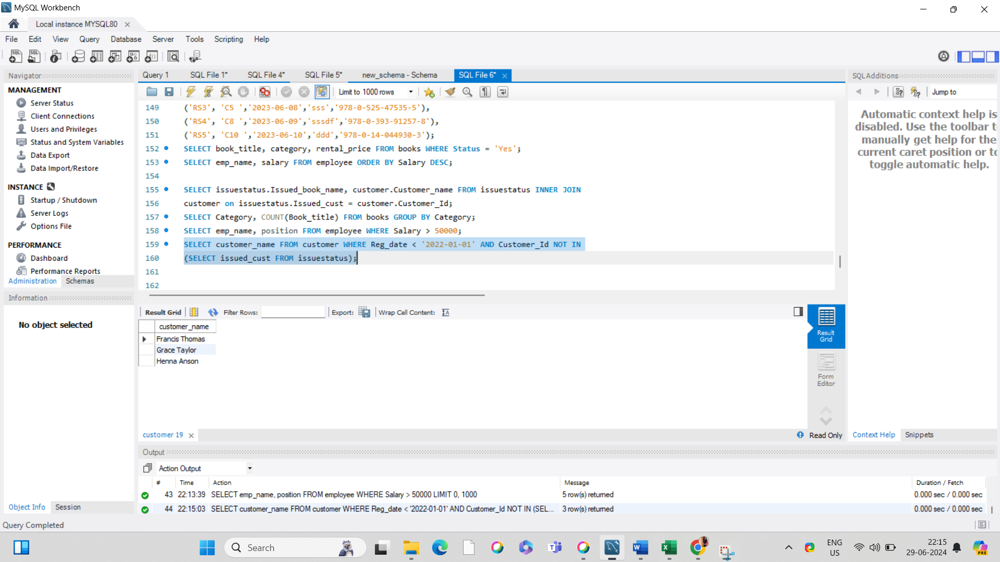 MySQL Workbench
Local instance MYSQL80
File Edit View Query Database Server Tools Scripting Help
Navigator
MANAGEMENT
Server Status
Client Connections
Users and Privileges
Status and System Variables
Data Export
Data Import/Restore
INSTANCE
Startup / Shutdown
Server Logs
Options File
PERFORMANCE
Dashboard
Performance Reports
Administration Schemas
Information
No object selected
Object Info Session
Query 1 SQL File 1* SQL File 4* SQL File 5* new_schema - Schema SQL File 6*
Limit to 1000 rows
149 ('RS3', 'C5 ','2023-06-08','sss','978-0-525-47535-5'),
150 ('RS4', 'C8 ','2023-06-09','sssdf','978-0-393-91257-8'),
151 ('RS5', 'C10 ','2023-06-10','ddd','978-0-14-044930-3');
152 SELECT book_title, category, rental_price FROM books WHERE Status = 'Yes';
153 SELECT emp_name, salary FROM employee ORDER BY Salary DESC;
154
155 SELECT issuestatus.Issued_book_name, customer.Customer_name FROM issuestatus INNER JOIN
156 customer on issuestatus.Issued_cust = customer.Customer_Id;
157 SELECT Category, COUNT(Book_title) FROM books GROUP BY Category;
158 SELECT emp_name, position FROM employee WHERE Salary > 50000;
159 SELECT customer_name FROM customer WHERE Reg_date < '2022-01-01' AND Customer_Id NOT IN
160 (SELECT issued_cust FROM issuestatus);
161
162
Result Grid Filter Rows: Export: Wrap Cell Content:
customer_name
Francis Thomas
Grace Taylor
Henna Anson
Result
Grid
Form
Editor
customer 19
Read Only
SQLAdditions
Jump to
Automatic context help is
disabled. Use the toolbar t
manually get help for the
current caret position or to
toggle automatic help.
Context Help Snippets
Output
Action Output
# Time Action Message Duration / Fetch
43 22:13:39 SELECT emp_name, position FROM employee WHERE Salary > 50000 LIMIT 0, 1000 5 row(s) returned 0.000 sec / 0.000 sec
44 22:15:03 SELECT customer_name FROM customer WHERE Reg_date < '2022-01-01' AND Customer_Id NOT IN (SEL... 3 row(s) returned 0.000 sec / 0.000 sec
Query Completed
Search
ENG
US
22:15
29-06-2024
PRE